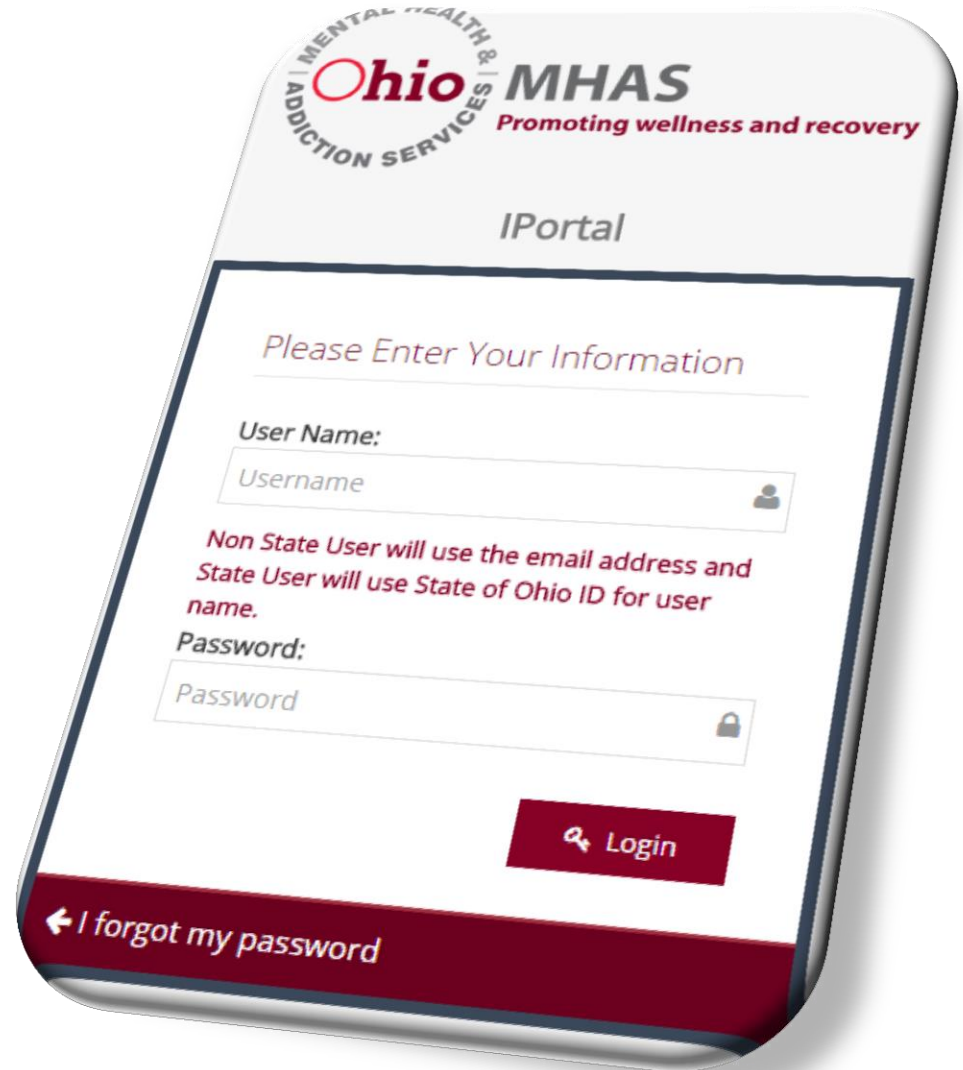 MENTAL HEALTH &
ADDICTION SERVICES
Ohio
MHAS
Promoting wellness and recovery
IPortal
Please Enter Your Information
User Name:
Username
Non State User will use the email address and
State User will use State of Ohio ID for user
name.
Password:
Password
Login
I forgot my password